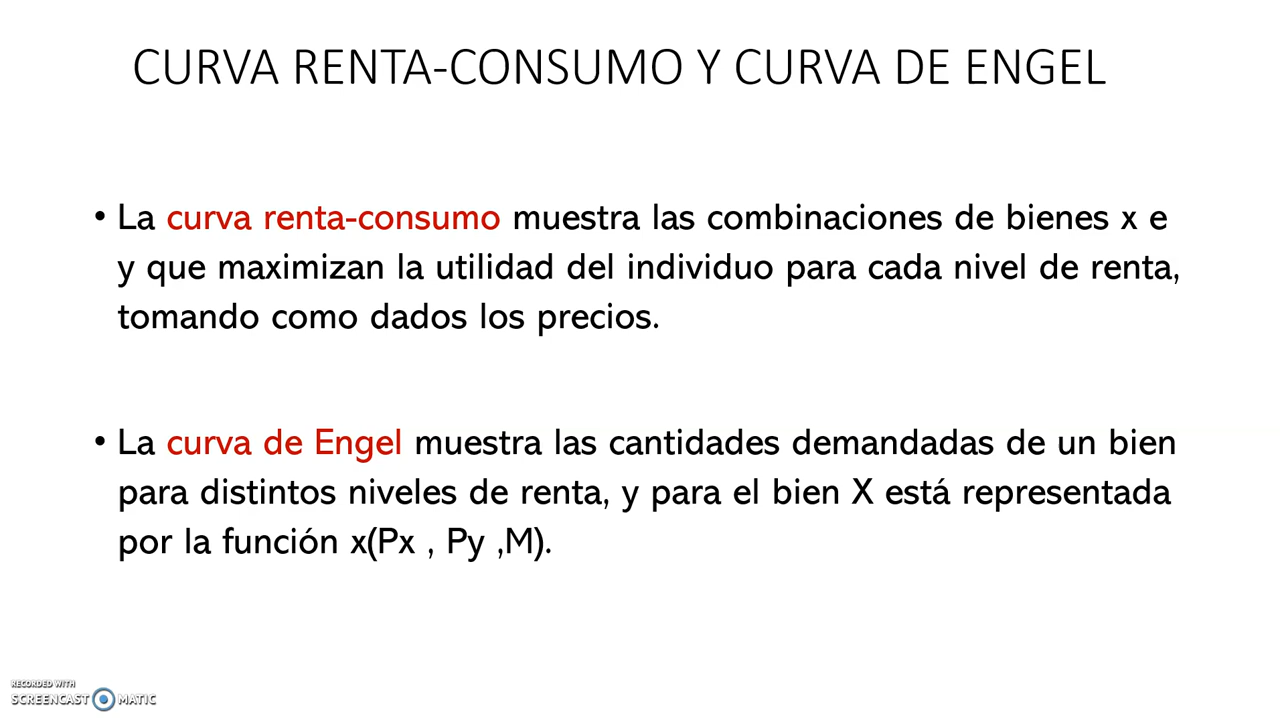 CURVA RENTA-CONSUMO Y CURVA DE ENGEL
• La curva renta-consumo muestra las combinaciones de bienes x e
y que maximizan la utilidad del individuo para cada nivel de renta,
tomando como dados los precios.
• La curva de Engel muestra las cantidades demandadas de un bien
para distintos niveles de renta, y para el bien X está representada
por la función x(Px , Py ,M).
RECORDED WITH
SCREENCAST MATIC